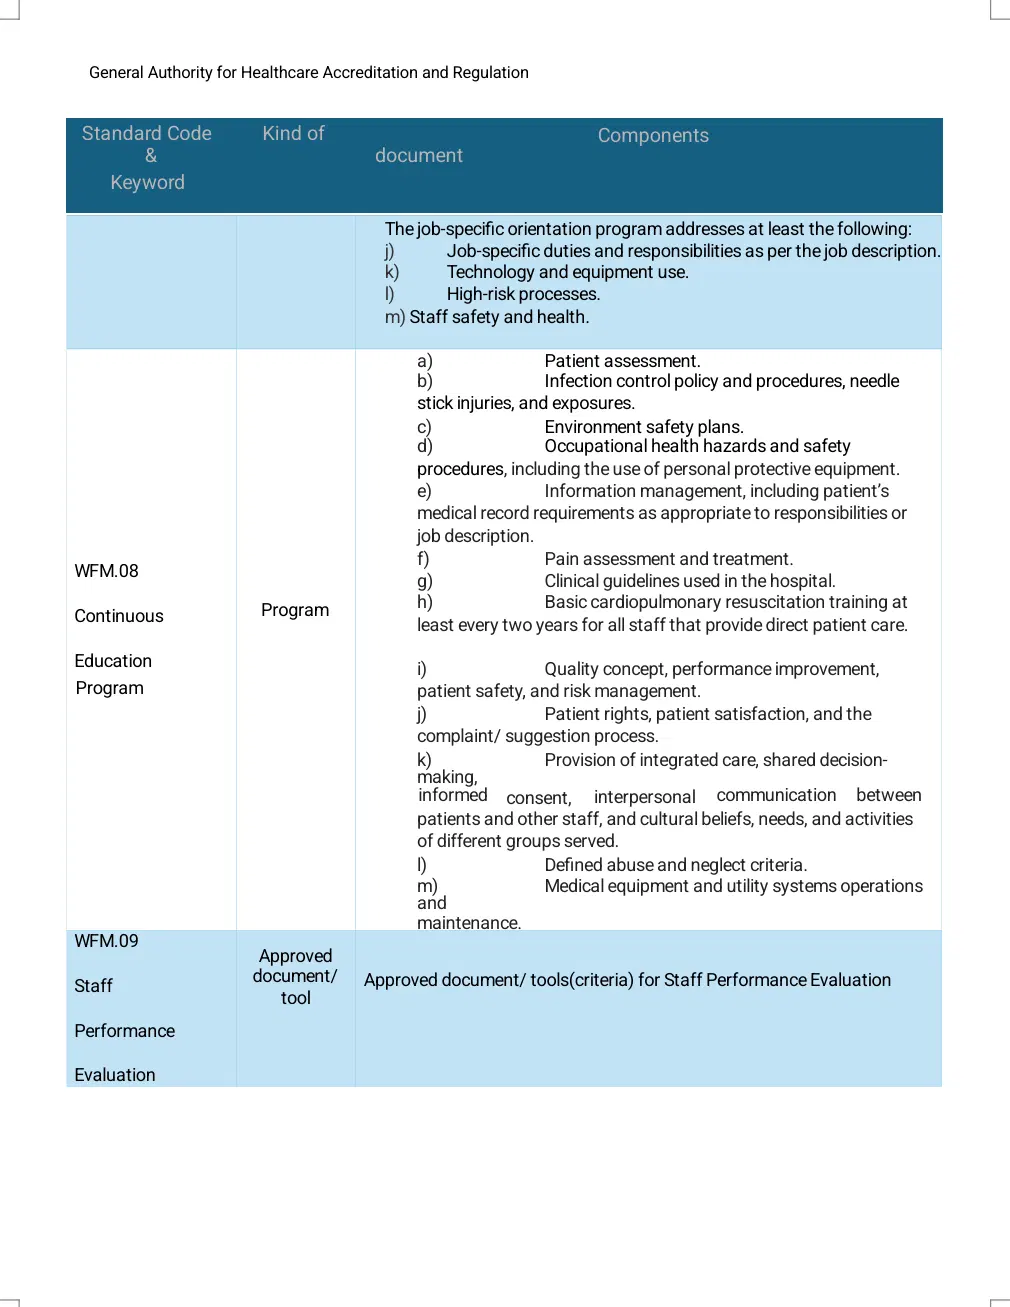 General Authority for Healthcare Accreditation and Regulation
Standard Code
&
Keyword
Kind of
document
Components
The job-specific orientation program addresses at least the following:
j) Job-specific duties and responsibilities as per the job description.
k) Technology and equipment use.
l) High-risk processes.
m) Staff safety and health.
WFM.08
Continuous
Education
Program
Program
a) Patient assessment.
b) Infection control policy and procedures, needle
stick injuries, and exposures.
c) Environment safety plans.
d) Occupational health hazards and safety
procedures, including the use of personal protective equipment.
e) Information management, including patient’s
medical record requirements as appropriate to responsibilities or
job description.
f) Pain assessment and treatment.
g) Clinical guidelines used in the hospital.
h) Basic cardiopulmonary resuscitation training at
least every two years for all staff that provide direct patient care.
i) Quality concept, performance improvement,
patient safety, and risk management.
j) Patient rights, patient satisfaction, and the
complaint/ suggestion process.
k) Provision of integrated care, shared decision-
making,
informed consent, interpersonal communication between
patients and other staff, and cultural beliefs, needs, and activities
of different groups served.
l) Defined abuse and neglect criteria.
m) Medical equipment and utility systems operations
and
maintenance.
WFM.09
Staff
Performance
Evaluation
Approved
document/
tool
Approved document/ tools(criteria) for Staff Performance Evaluation